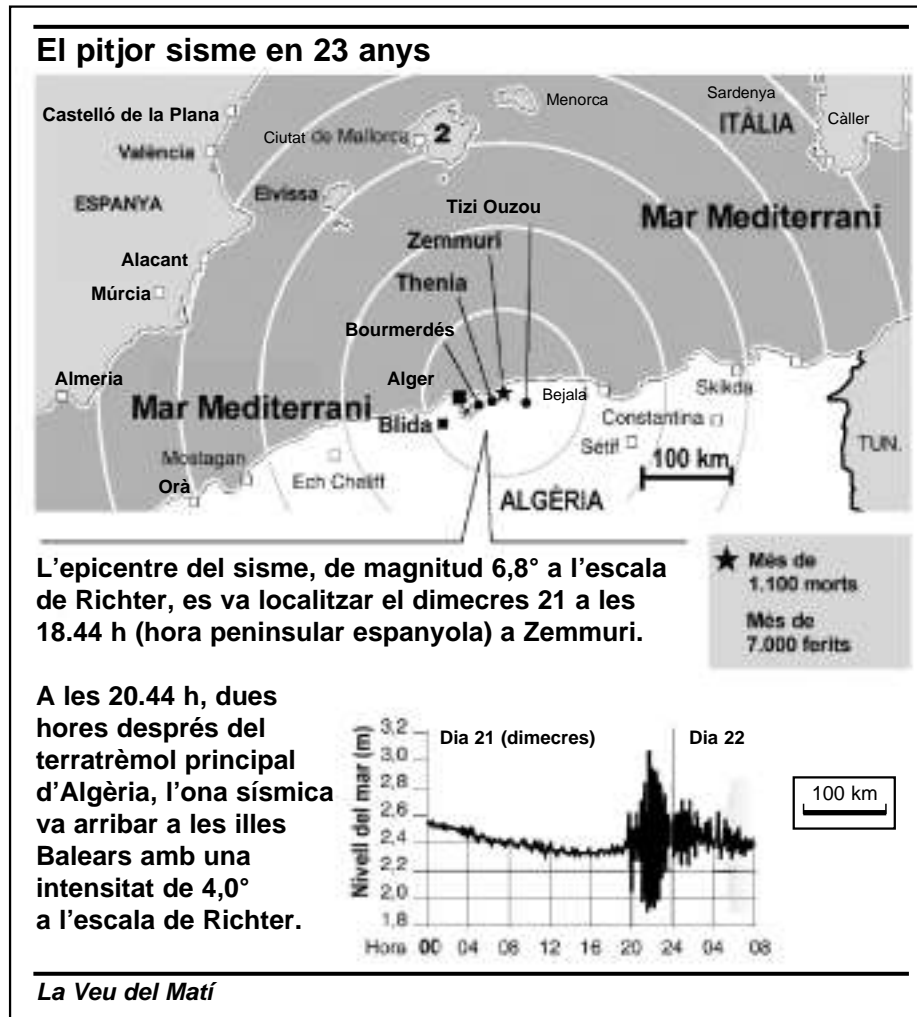 El pitjor sisme en 23 anys
Castelló de la Plana
València
ESPANYA
Eivissa
Ciutat de Mallorca
2
Menorca
Sardenya
ITÀLIA
Càller
Mar Mediterrani
Tizi Ouzou
Zemmuri
Thenia
Bourmerdés
Alger
Blida
Alacant
Múrcia
Almeria
Mar Mediterrani
Mostagan
Orà
Ech Cheliff
Bejala
Skikda
Constantina
Sétif
100 km
TUN.
ALGÈRIA
L'epicentre del sisme, de magnitud 6,8° a l'escala
de Richter, es va localitzar el dimecres 21 a les
18.44 h (hora peninsular espanyola) a Zemmuri.
Més de
1.100 morts
Més de
7.000 ferits
A les 20.44 h, dues
hores després del
terratrèmol principal
d'Algèria, l'ona sísmica
va arribar a les illes
Balears amb una
intensitat de 4,0°
a l'escala de Richter.
Nivell del mar (m)
3,2
3,0
2,8
2,6
2,4
2,2
2,0
1,8
Dia 21 (dimecres)
Dia 22
Hora 00 04 08 12 16 20 24 04 08
100 km
La Veu del Matí